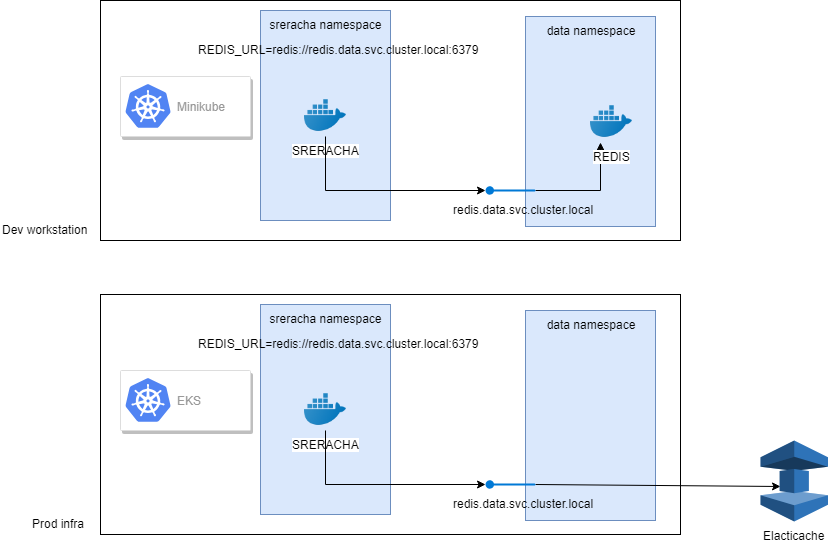 sreracha namespace
data namespace
REDIS_URL=redis://redis.data.svc.cluster.local:6379
Minikube
SRERACHA
REDIS
redis.data.svc.cluster.local
Dev workstation
sreracha namespace
data namespace
REDIS_URL=redis://redis.data.svc.cluster.local:6379
EKS
SRERACHA
redis.data.svc.cluster.local
Prod infra
Elacticache